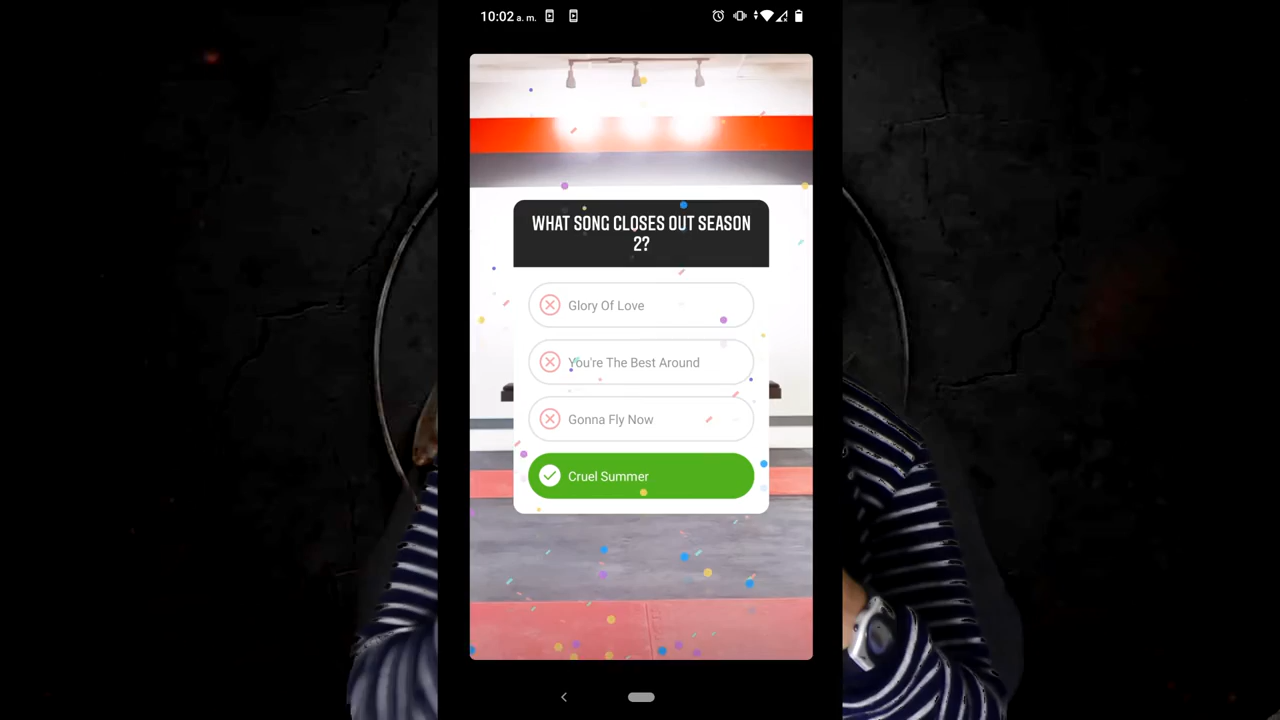 10:02 a. m.
WHAT SONG CLOSES OUT SEASON
2?
Glory Of Love
You're The Best Around
Gonna Fly Now
Cruel Summer